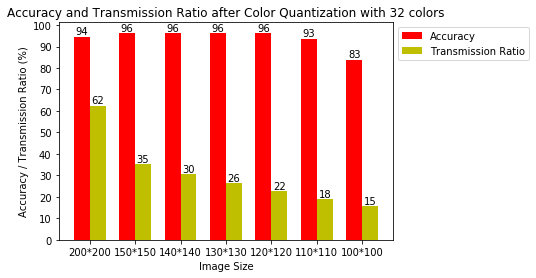 Accuracy and Transmission Ratio after Color Quantization with 32 colors
Accuracy
Transmission Ratio
Accuracy / Transmission Ratio (%)
100
90
80
70
60
50
40
30
20
10
0
94 96 96 96 96 93 83
62 35 30 26 22 18 15
200*200 150*150 140*140 130*130 120*120 110*110 100*100
Image Size